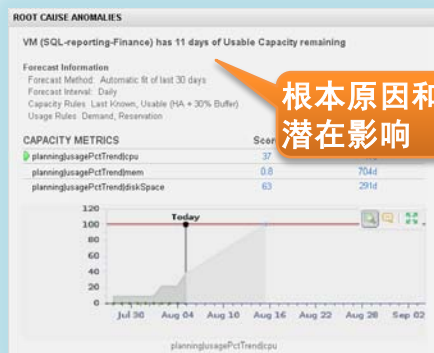 ROOT CAUSE ANOMALIES
VM (SQL-reporting-Finance) has 11 days of Usable Capacity remaining
Forecast Information
Forecast Method: Automatic fit of last 30 days
Forecast Interval: Daily
Capacity Rules Last Known, Usable (HA + 30% Buffer)
Usage Rules Demand, Reservation
根本原因和
潜在影响
CAPACITY METRICS
planning|usagePctTrend|cpu 37
planning|usagePctTrend|mem 0.8 704d
planning|usagePctTrend|diskSpace 63 291d
120
Today
100
80
60
40
20
0
Jul 30 Aug 04 Aug 10 Aug 16 Aug 22 Aug 28 Sep 02
planning|usagePctTrend|cpu